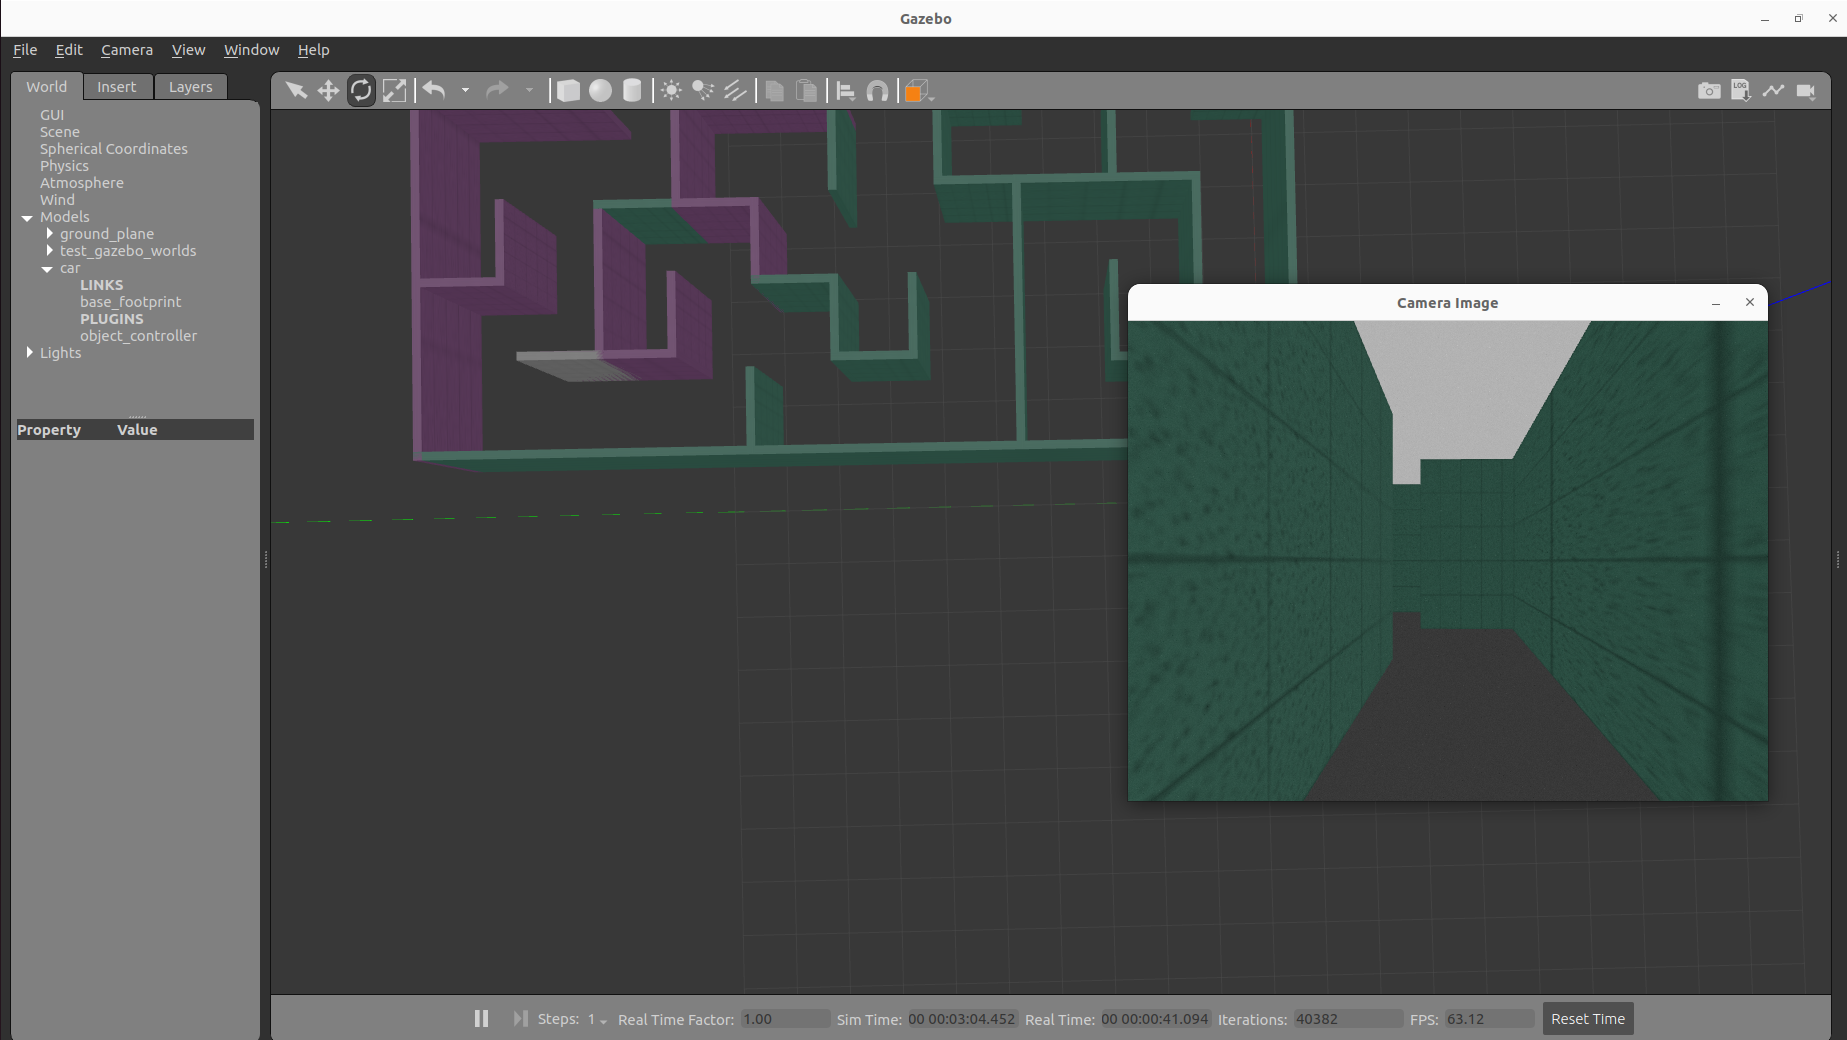 Gazebo
File Edit Camera View Window Help
World Insert Layers
GUI
Scene
Spherical Coordinates
Physics
Atmosphere
Wind
Models
ground_plane
test_gazebo_worlds
car
LINKS
base_footprint
PLUGINS
object_controller
Lights
Property Value
LOG
Camera Image
Steps: 1 Real Time Factor: 1.00 Sim Time: 00 00:03:04.452 Real Time: 00 00:00:41.094 Iterations: 40382 FPS: 63.12 Reset Time